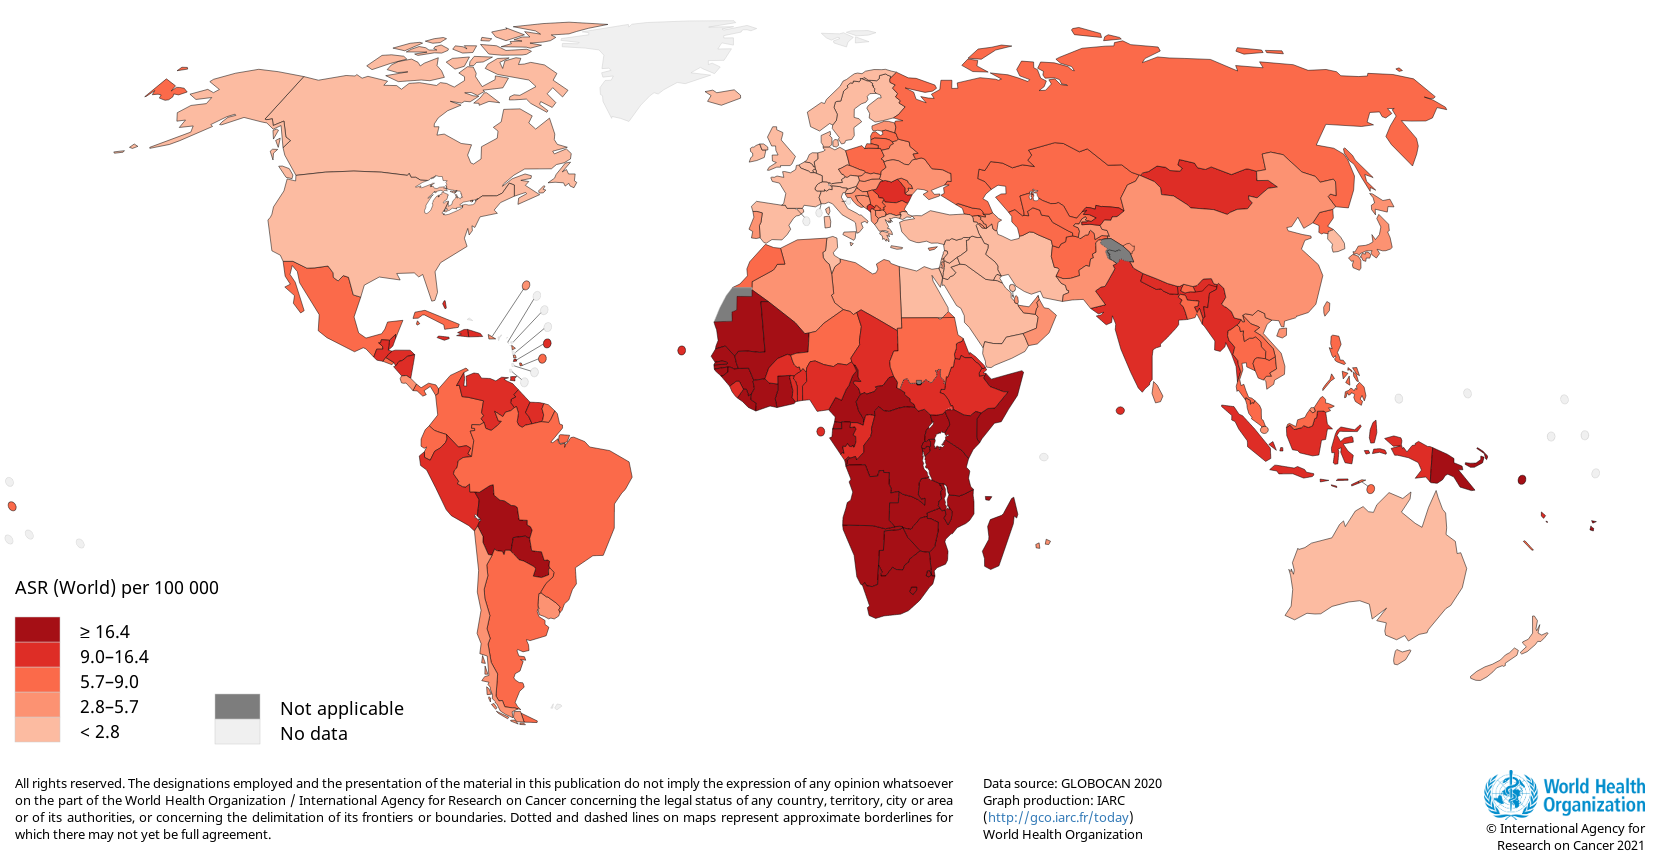 ASR (World) per 100 000
≥ 16.4
9.0–16.4
5.7–9.0
2.8–5.7
< 2.8
Not applicable
No data
All rights reserved. The designations employed and the presentation of the material in this publication do not imply the expression of any opinion whatsoever
on the part of the World Health Organization / International Agency for Research on Cancer concerning the legal status of any country, territory, city or area
or of its authorities, or concerning the delimitation of its frontiers or boundaries. Dotted and dashed lines on maps represent approximate borderlines for
which there may not yet be full agreement.
Data source: GLOBOCAN 2020
Graph production: IARC
(http://gco.iarc.fr/today)
World Health Organization
World Health
Organization
© International Agency for
Research on Cancer 2021